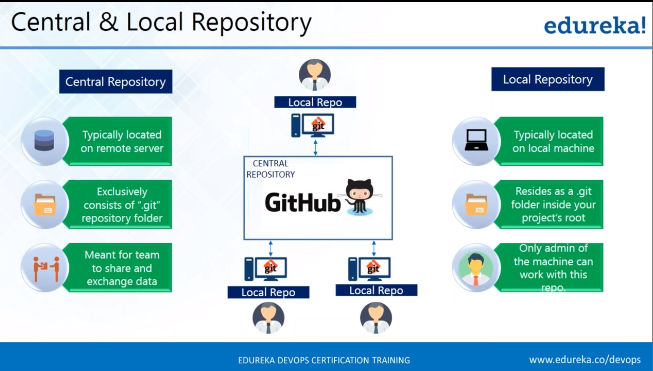 Central & Local Repository
edureka!
Central Repository
Typically located
on remote server
Exclusively
consists of ".git"
repository folder
Meant for team
to share and
exchange data
Local Repo
git
CENTRAL
REPOSITORY
GitHub
git
git
Local Repo
Local Repo
Local Repository
Typically located
on local machine
Resides as a .git
folder inside your
project's root
Only admin of
the machine can
work with this
repo.
EDUREKA DEVOPS CERTIFICATION TRAINING
www.edureka.co/devops